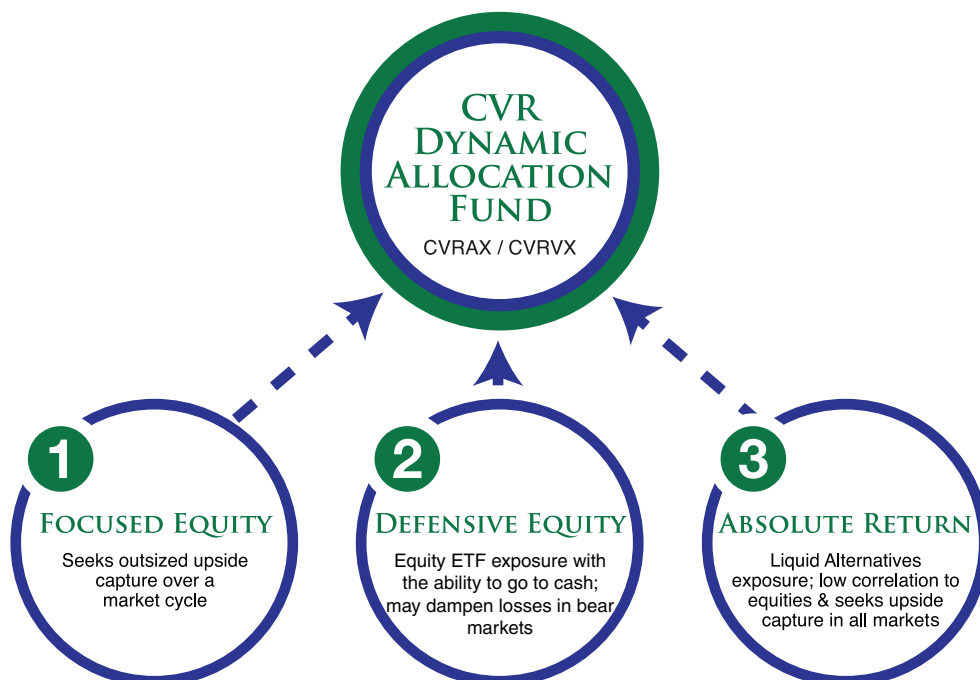 CVR
DYNAMIC
ALLOCATION
FUND
CVRAX / CVRVX
1
FOCUSED EQUITY
Seeks outsized upside
capture over a
market cycle
2
DEFENSIVE EQUITY
Equity ETF exposure with
the ability to go to cash;
may dampen losses in bear
markets
3
ABSOLUTE RETURN
Liquid Alternatives
exposure; low correlation to
equities & seeks upside
capture in all markets